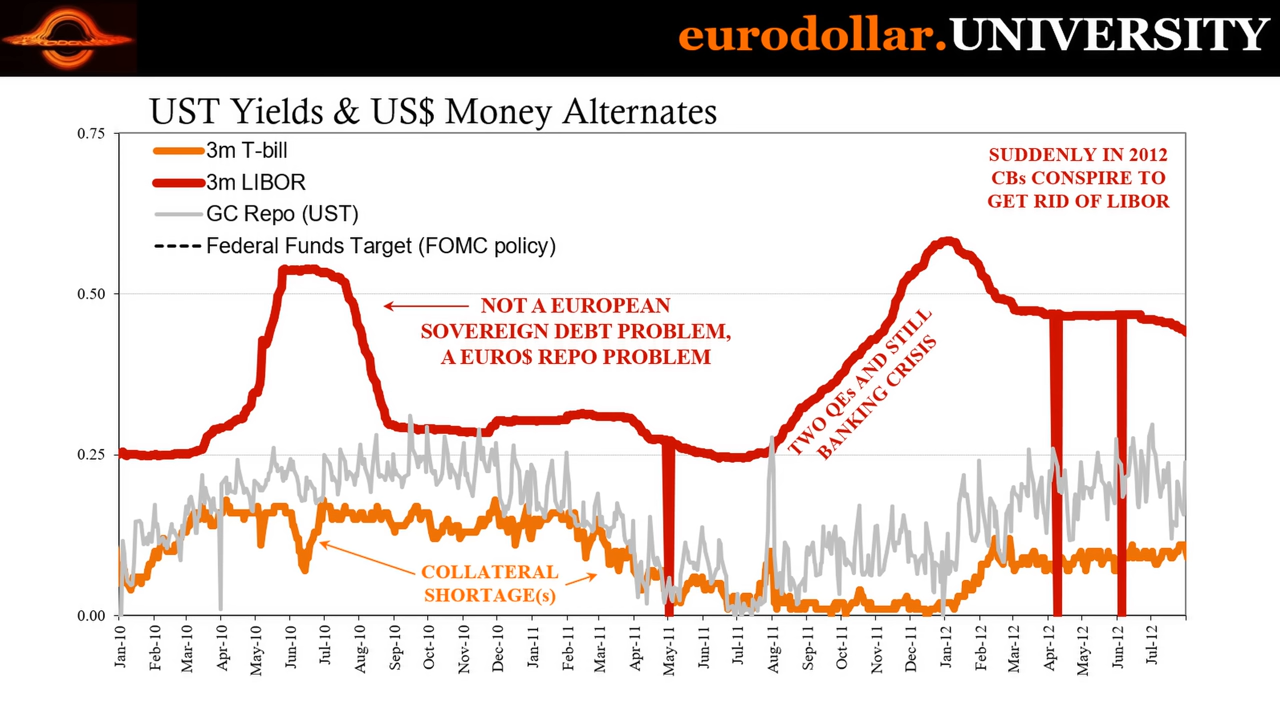 eurodollar.UNIVERSITY
UST Yields & US$ Money Alternates
0.75
0.50
0.25
0.00
3m T-bill
3m LIBOR
GC Repo (UST)
Federal Funds Target (FOMC policy)
SUDDENLY IN 2012
CBs CONSPIRE TO
GET RID OF LIBOR
NOT A EUROPEAN
SOVEREIGN DEBT PROBLEM,
A EURO$ REPO PROBLEM
TWO QEs AND STILL
BANKING CRISIS
COLLATERAL
SHORTAGE(s)
Jan-10
Feb-10
Mar-10
Apr-10
May-10
Jun-10
Jul-10
Aug-10
Sep-10
Oct-10
Nov-10
Dec-10
Jan-11
Feb-11
Mar-11
Apr-11
May-11
Jun-11
Jul-11
Aug-11
Sep-11
Oct-11
Nov-11
Dec-11
Jan-12
Feb-12
Mar-12
Apr-12
May-12
Jun-12
Jul-12